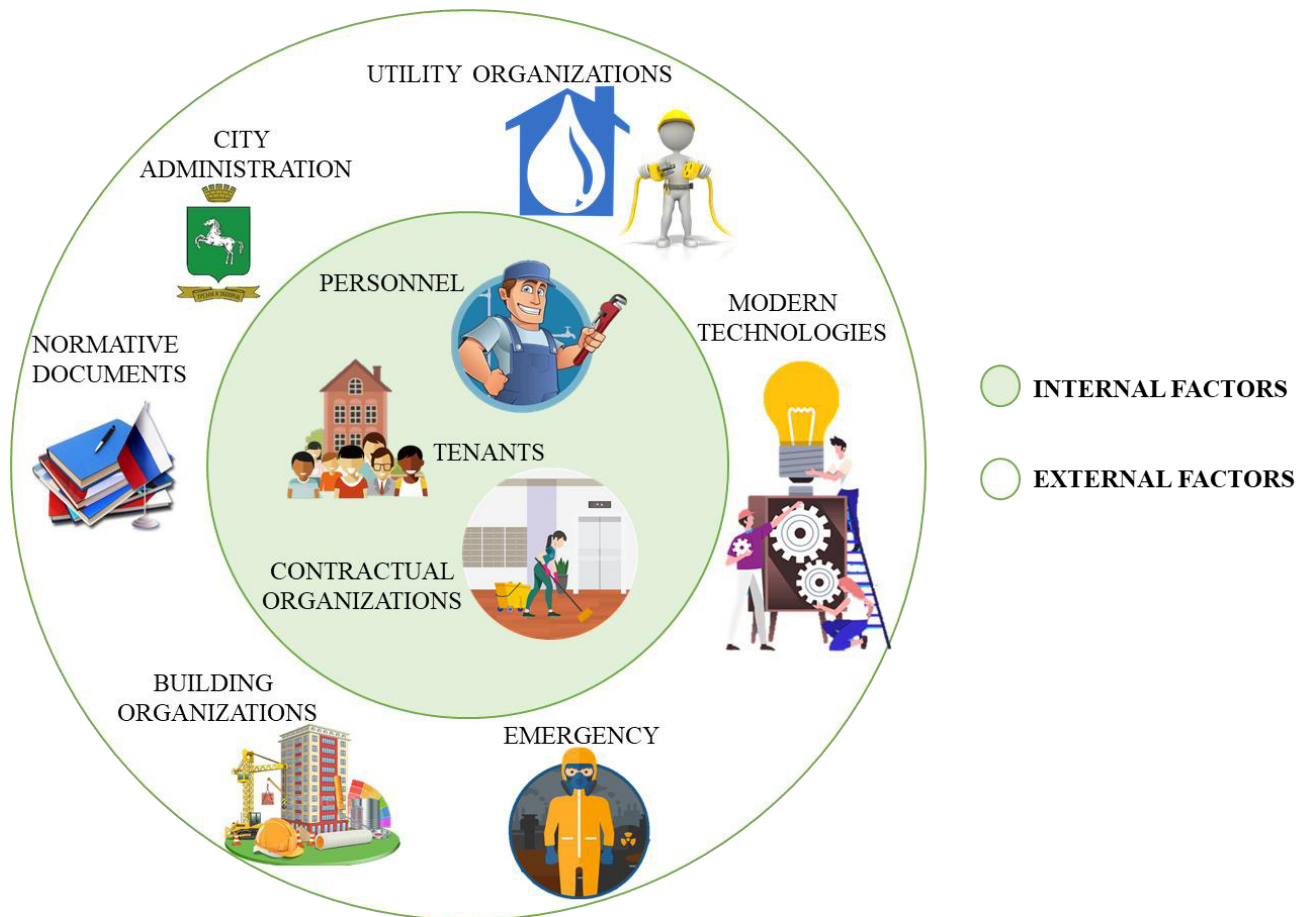 UTILITY ORGANIZATIONS
CITY
ADMINISTRATION
PERSONNEL
MODERN
TECHNOLOGIES
NORMATIVE
DOCUMENTS
INTERNAL FACTORS
TENANTS
EXTERNAL FACTORS
CONTRACTUAL
ORGANIZATIONS
BUILDING
ORGANIZATIONS
EMERGENCY